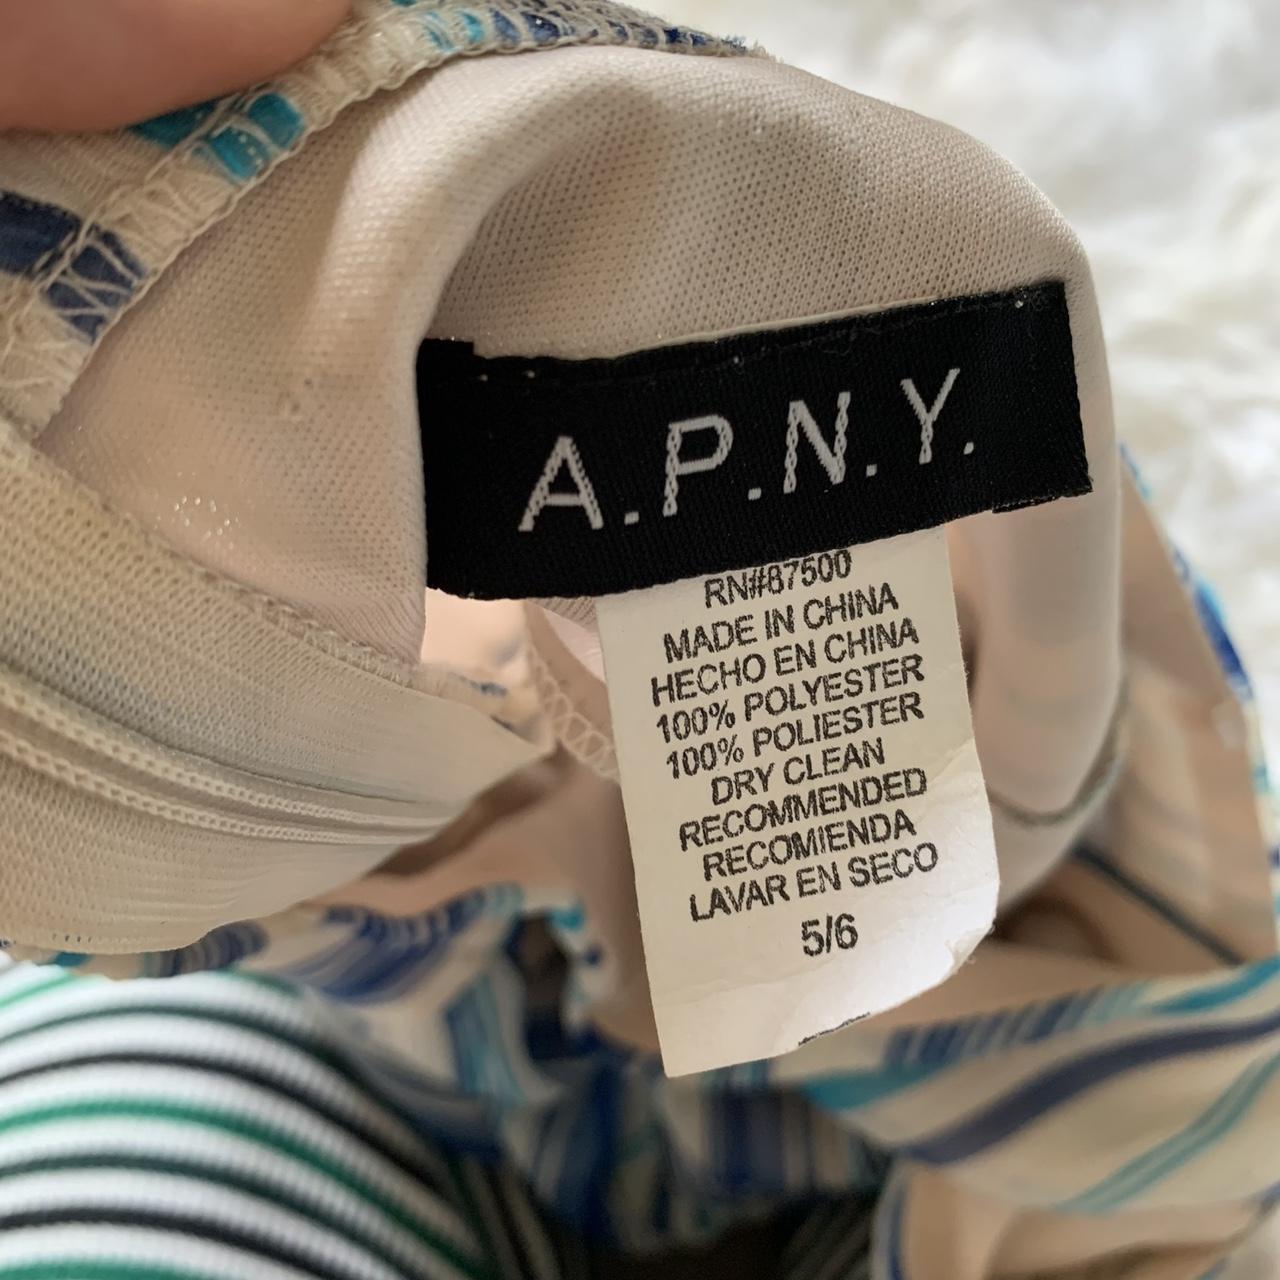 A.P.N.Y.
RN#87500
MADE IN CHINA
HECHO EN CHINA
100% POLYESTER
100% POLIESTER
DRY CLEAN
RECOMMENDED
RECOMIENDA
LAVAR EN SECO
5/6